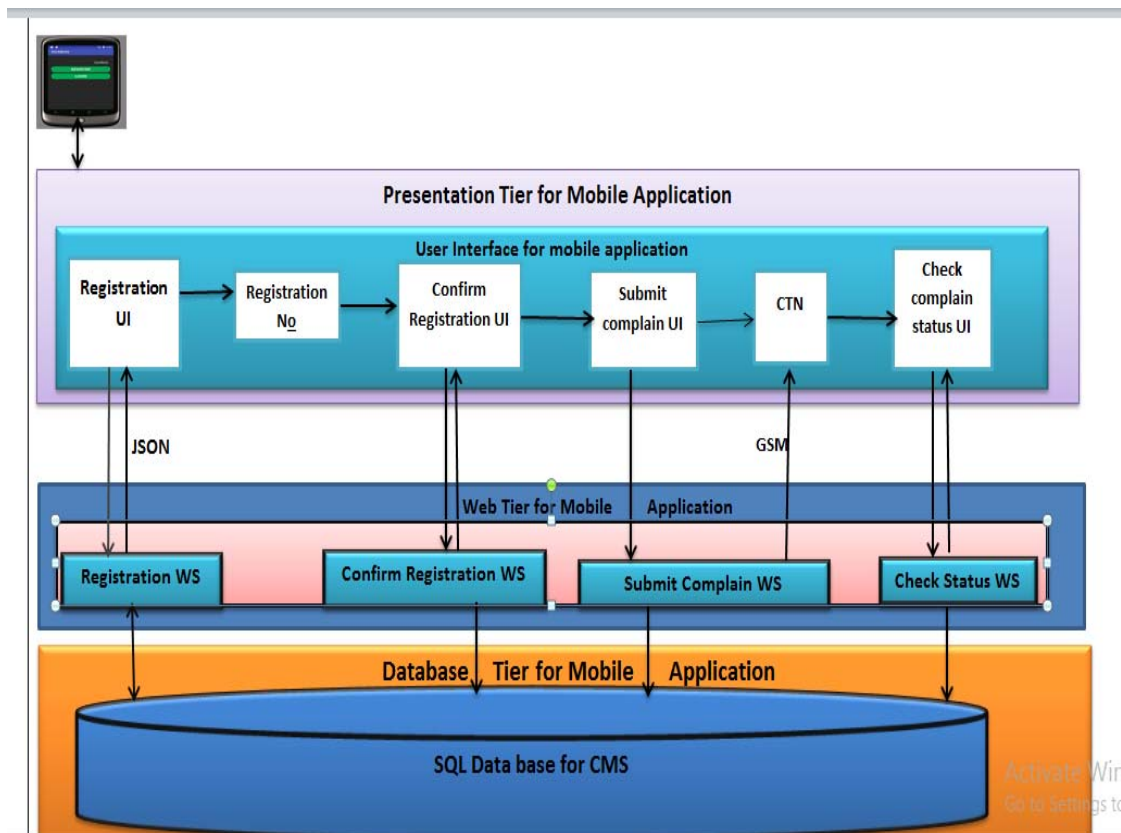 Presentation Tier for Mobile Application
User Interface for mobile application
Registration
UI
Registration
No
Confirm
Registration UI
Submit
complain UI
CTN
Check
complain
status UI
JSON
GSM
Web Tier for Mobile Application
Registration WS
Confirm Registration WS
Submit Complain WS
Check Status WS
Database Tier for Mobile Application
SQL Data base for CMS
Activate Win
Go to Settings to